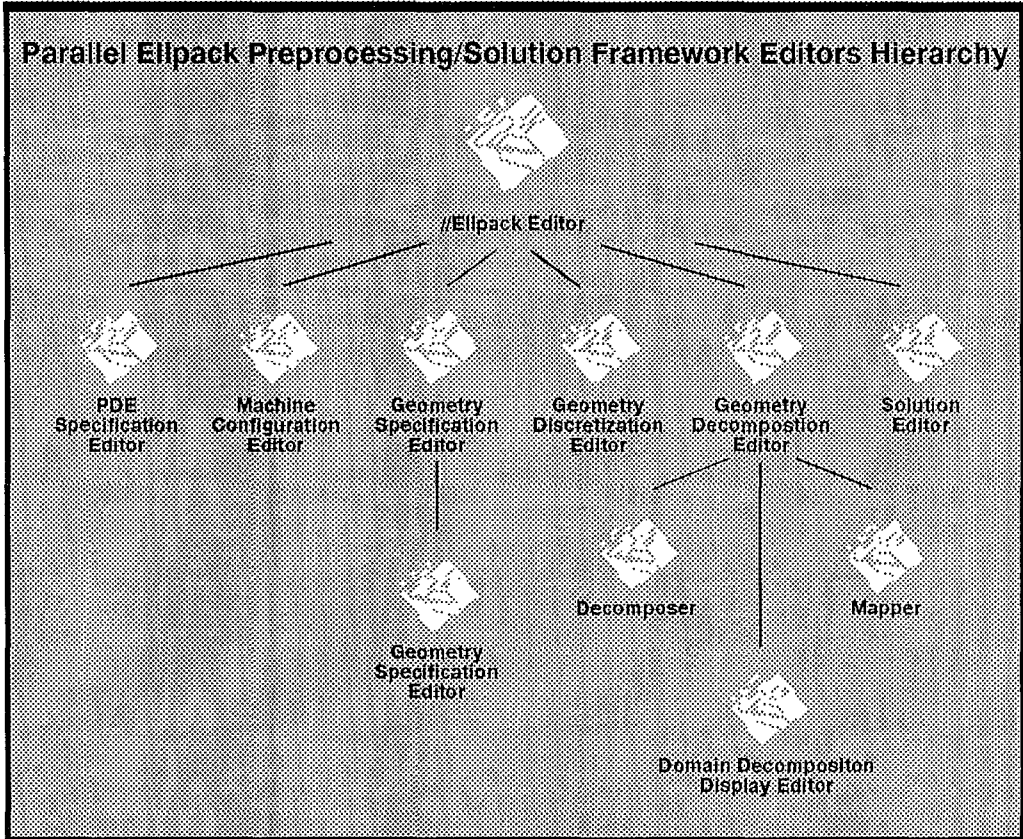 Parallel Ellpack Preprocessing/Solution Framework Editors Hierarchy
//Ellpack Editor
PDE
Specification
Editor
Machine
Configuration
Editor
Geometry
Specification
Editor
Geometry
Discretization
Editor
Geometry
Decompostion
Editor
Solution
Editor
Decomposer
Mapper
Geometry
Specification
Editor
Domain Decompositon
Display Editor